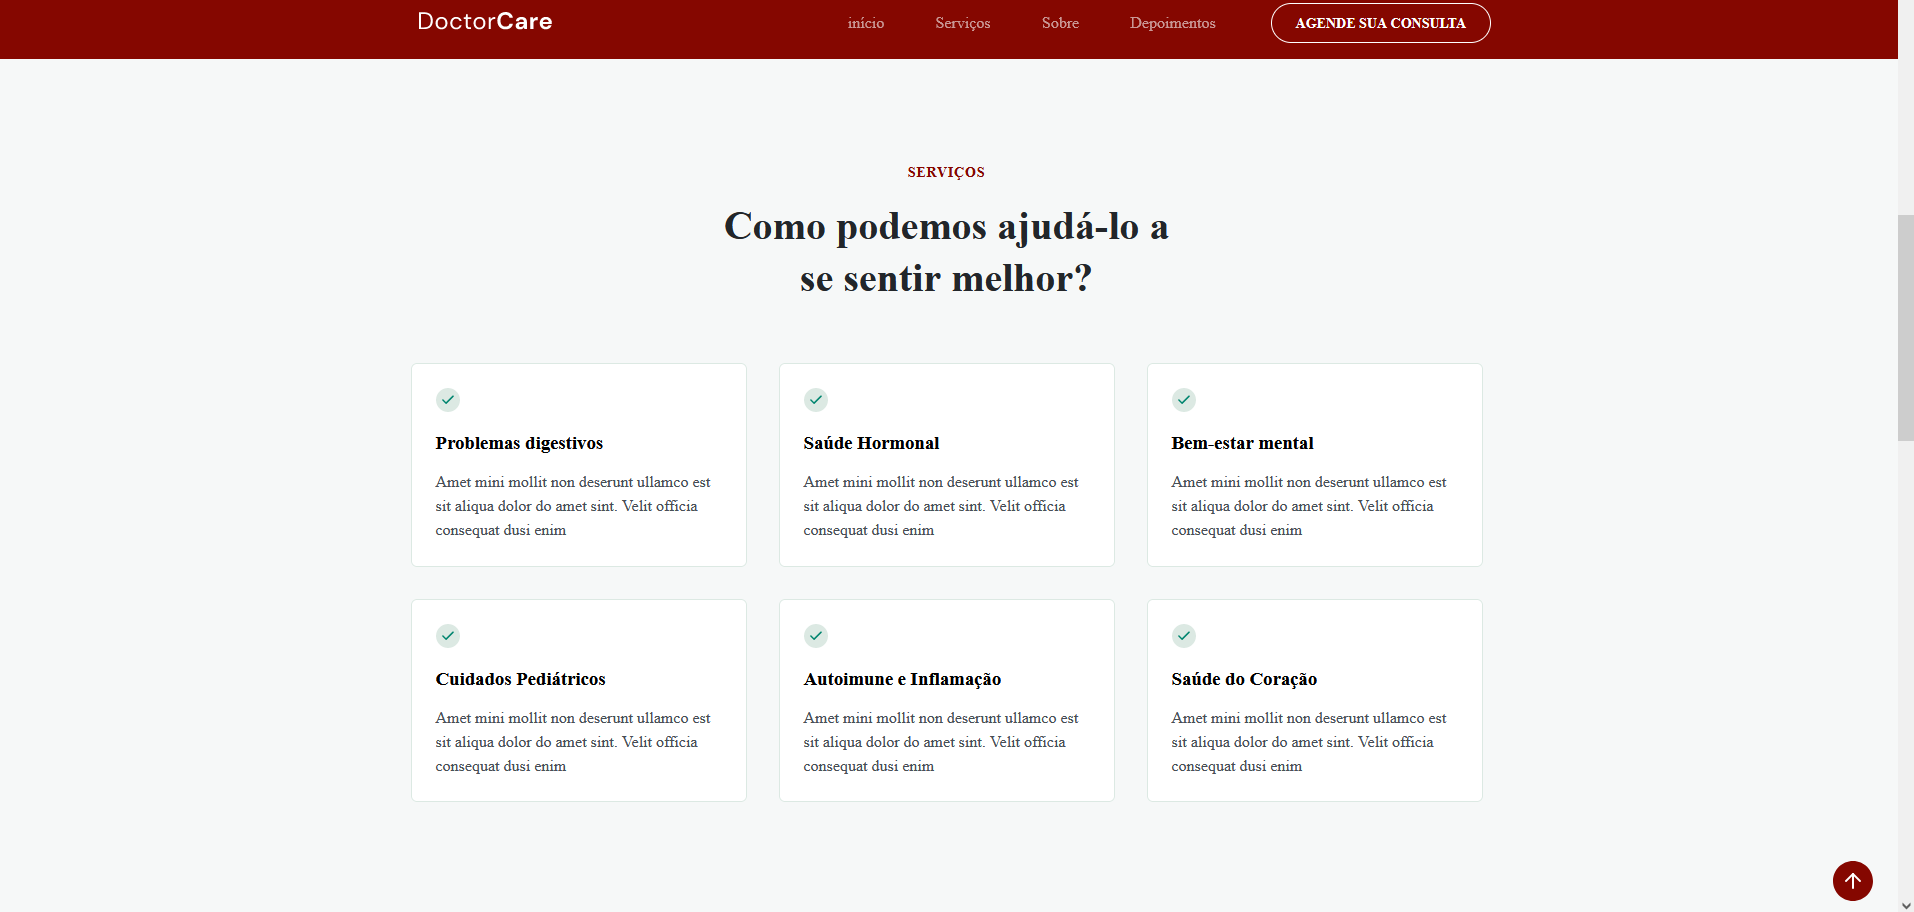 DoctorCare
início
Serviços
Sobre
Depoimentos
AGENDE SUA CONSULTA
SERVIÇOS
Como podemos ajudá-lo a
se sentir melhor?
Problemas digestivos
Amet mini mollit non deserunt ullamco est
sit aliqua dolor do amet sint. Velit officia
consequat dusi enim
Saúde Hormonal
Amet mini mollit non deserunt ullamco est
sit aliqua dolor do amet sint. Velit officia
consequat dusi enim
Bem-estar mental
Amet mini mollit non deserunt ullamco est
sit aliqua dolor do amet sint. Velit officia
consequat dusi enim
Cuidados Pediátricos
Amet mini mollit non deserunt ullamco est
sit aliqua dolor do amet sint. Velit officia
consequat dusi enim
Autoimune e Inflamação
Amet mini mollit non deserunt ullamco est
sit aliqua dolor do amet sint. Velit officia
consequat dusi enim
Saúde do Coração
Amet mini mollit non deserunt ullamco est
sit aliqua dolor do amet sint. Velit officia
consequat dusi enim